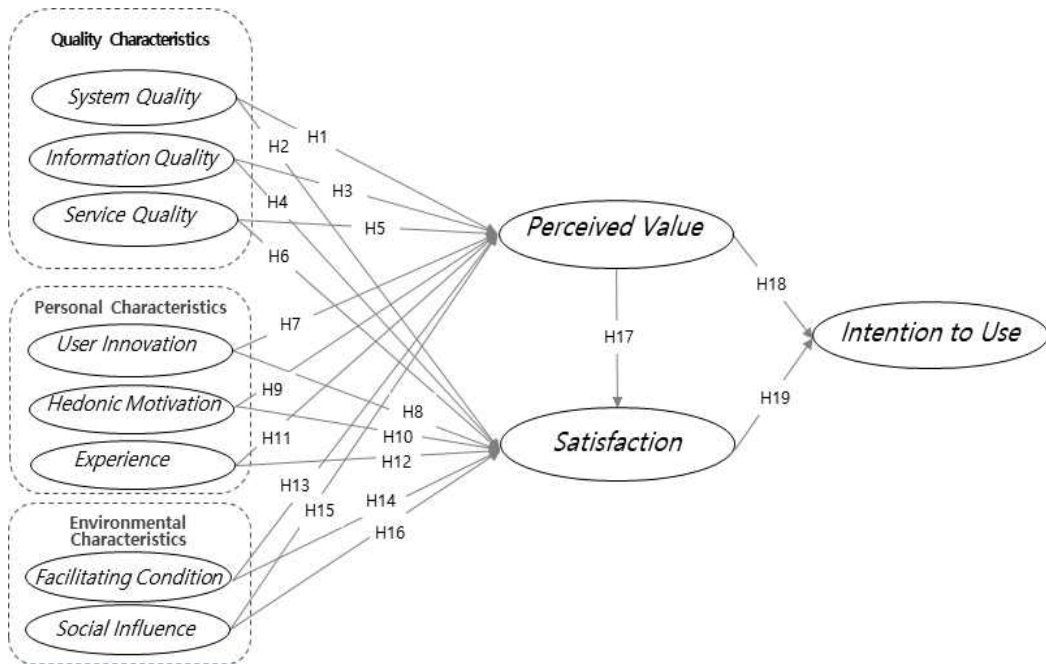 Quality Characteristics
System Quality
Information Quality
Service Quality
Personal Characteristics
User Innovation
Hedonic Motivation
Experience
Environmental
Characteristics
Facilitating Condition
Social Influence
H1
H2
H3
H4
H5
H6
H7
H8
H9
H10
H11
H12
H13
H14
H15
H16
Perceived Value
H17
Satisfaction
H18
H19
Intention to Use